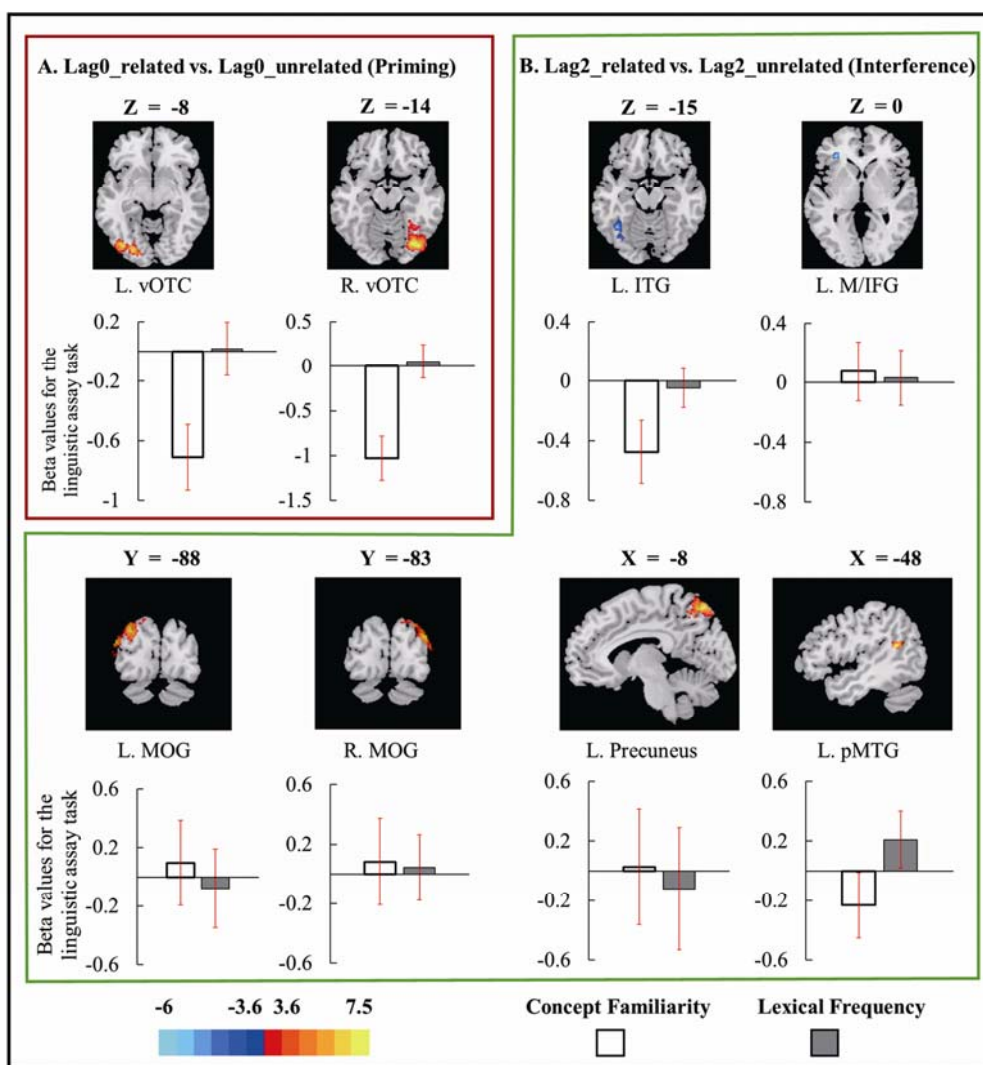 A. Lag0_related vs. Lag0_unrelated (Priming)
Z = -8
Z = -14
L. vOTC
R. vOTC
Beta values for the
linguistic assay task
0.2
-0.2
-0.6
-1
0.5
0
-0.5
-1
-1.5
B. Lag2_related vs. Lag2_unrelated (Interference)
Z = -15
Z = 0
L. ITG
L. M/IFG
0.4
0
-0.4
-0.8
0.4
0
-0.4
-0.8
Y = -88
Y = -83
X = -8
X = -48
L. MOG
R. MOG
L. Precuneus
L. pMTG
Beta values for the
linguistic assay task
0.6
0.2
-0.2
-0.6
0.6
0.2
-0.2
-0.6
0.6
0.2
-0.2
-0.6
0.6
0.2
-0.2
-0.6
-6 -3.6 3.6 7.5
Concept Familiarity
Lexical Frequency